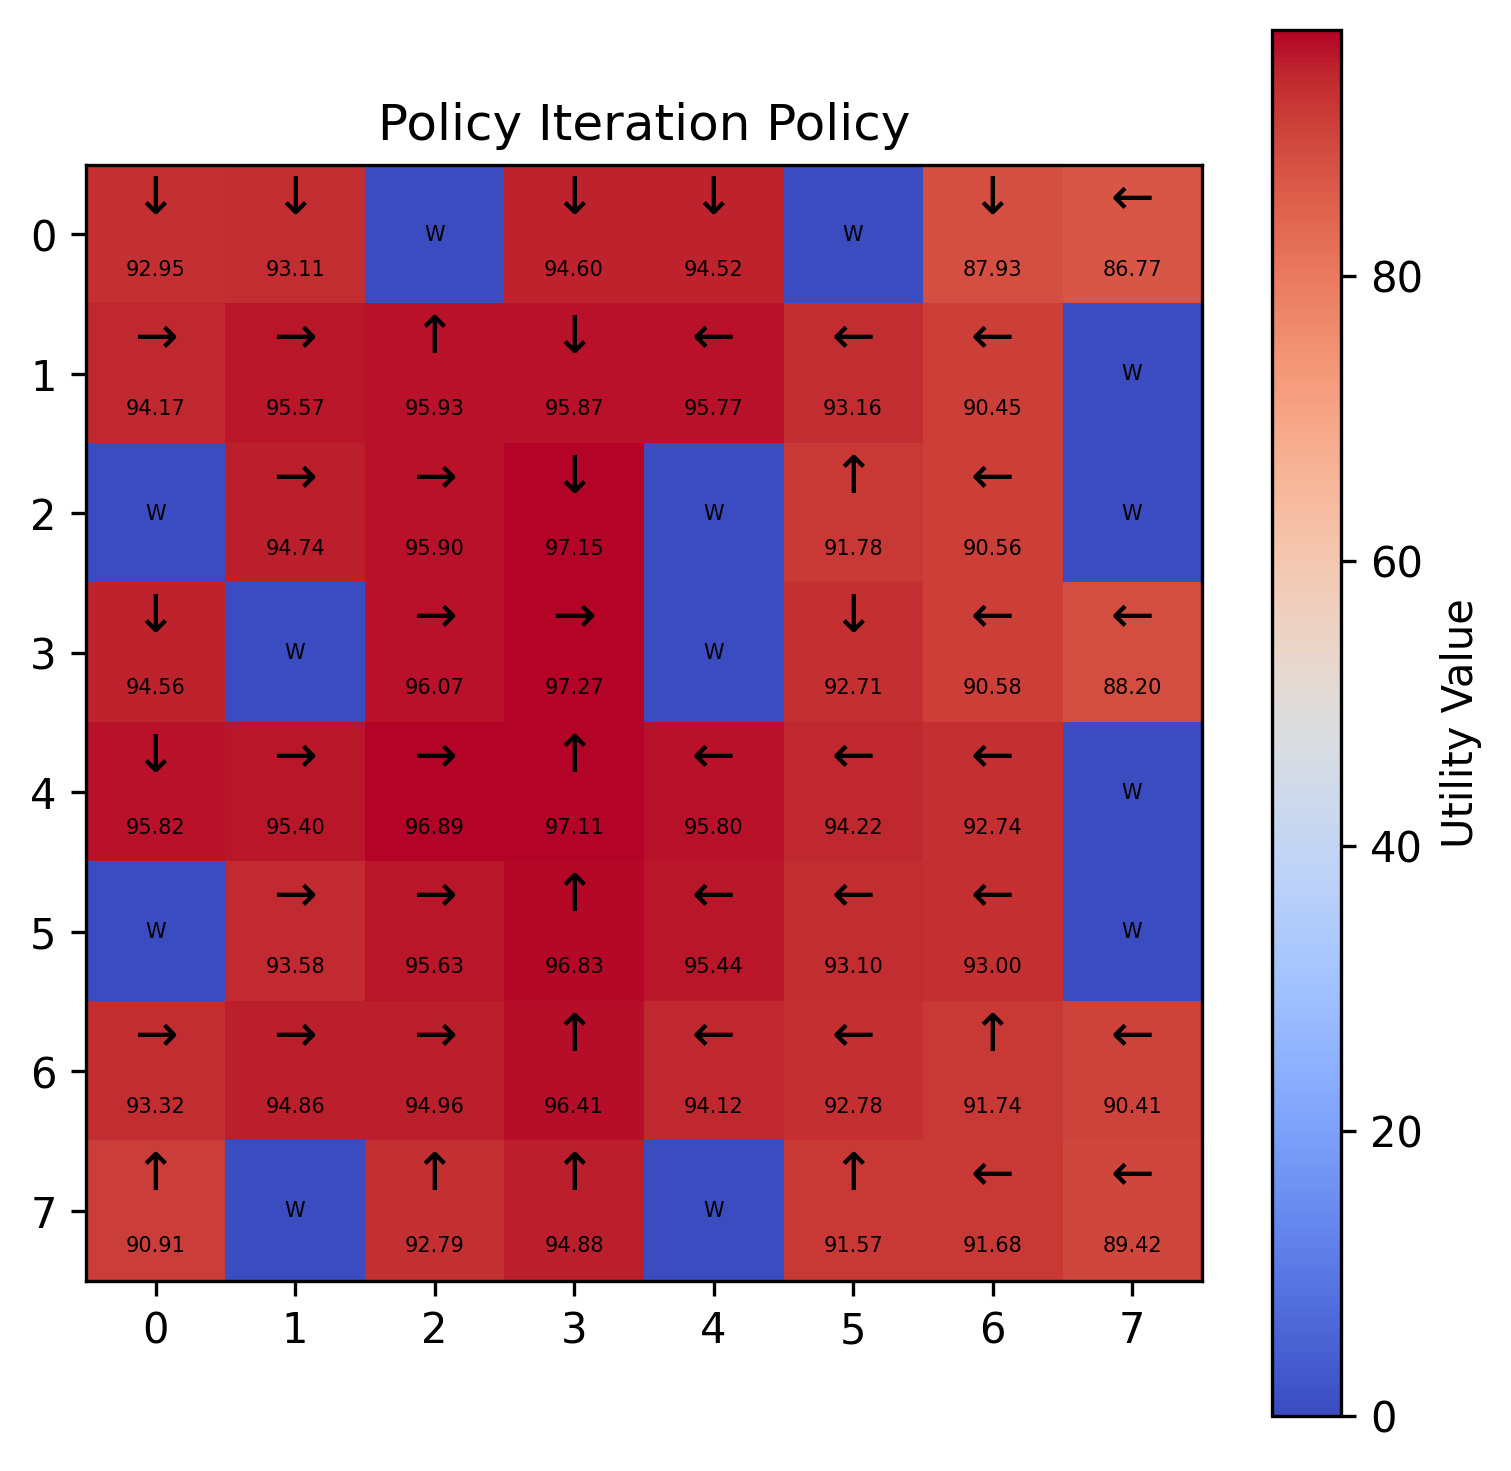 Policy Iteration Policy
↓ ↓ W ↓ ↓ W ↓ ←
0 92.95 93.11 94.60 94.52 87.93 86.77
→ → ↑ ↓ ← ← ← W
1 94.17 95.57 95.93 95.87 95.77 93.16 90.45
W → → ↓ W ↑ ← W
2 94.74 95.90 97.15 91.78 90.56
↓ W → → W ↓ ← ←
3 94.56 96.07 97.27 92.71 90.58 88.20
↓ → → ↑ ← ← ← W
4 95.82 95.40 96.89 97.11 95.80 94.22 92.74
W → → ↑ ← ← ← W
5 93.58 95.63 96.83 95.44 93.10 93.00
→ → → ↑ ← ← ↑ ←
6 93.32 94.86 94.96 96.41 94.12 92.78 91.74 90.41
↑ W ↑ ↑ W ↑ ← ←
7 90.91 92.79 94.88 91.57 91.68 89.42
0 1 2 3 4 5 6 7
80
60
40
20
0
Utility Value